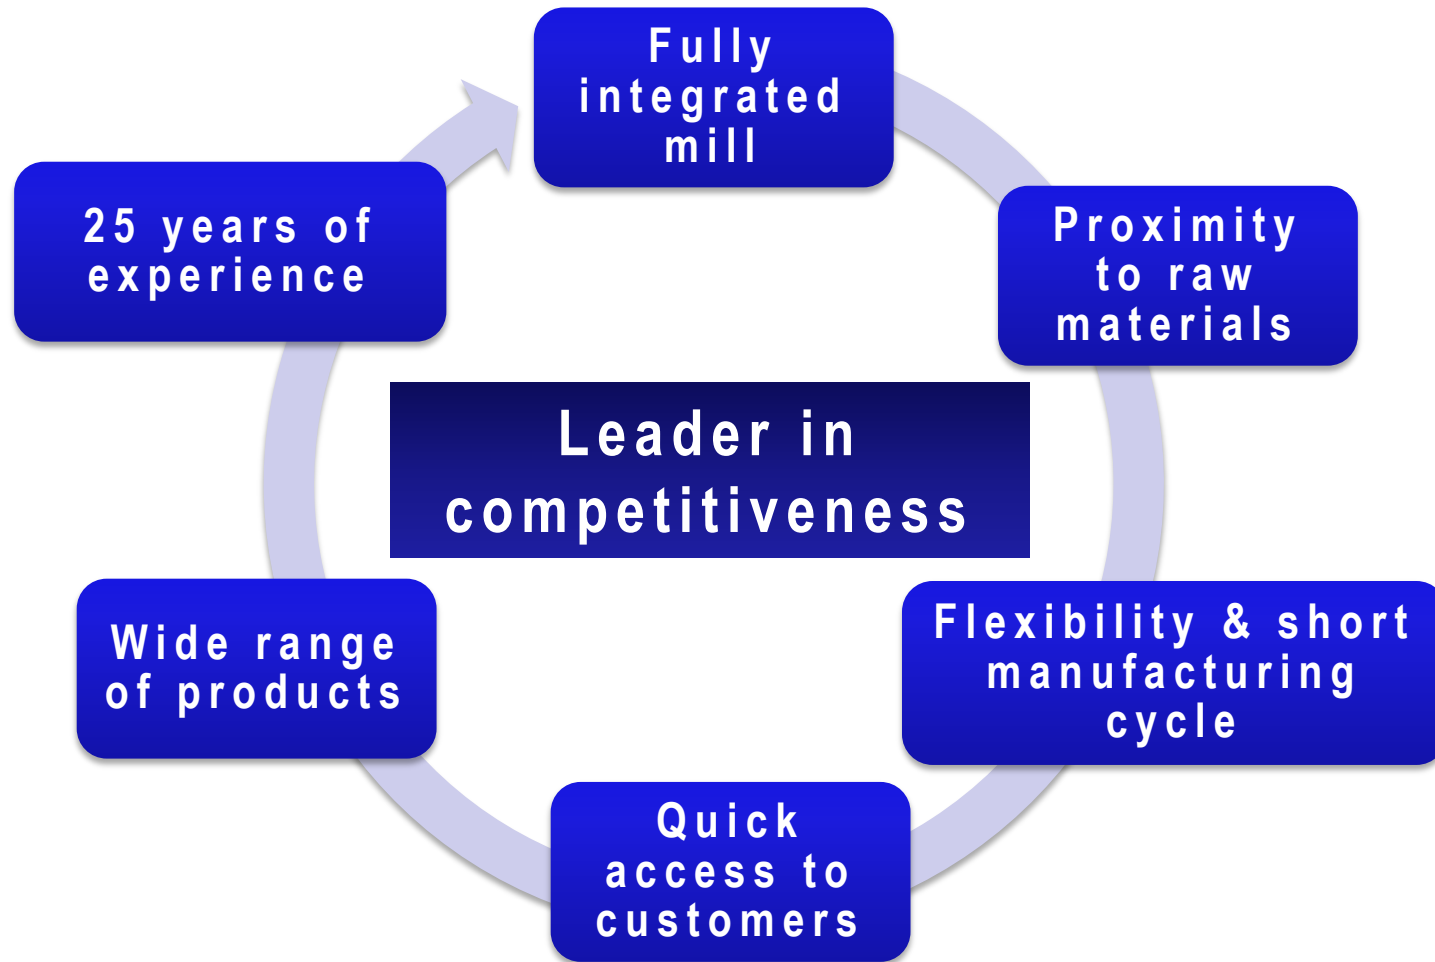 Fully
integrated
mill
Proximity
to raw
materials
Flexibility & short
manufacturing
cycle
Quick
access to
customers
Wide range
of products
25 years of
experience
Leader in
competitiveness